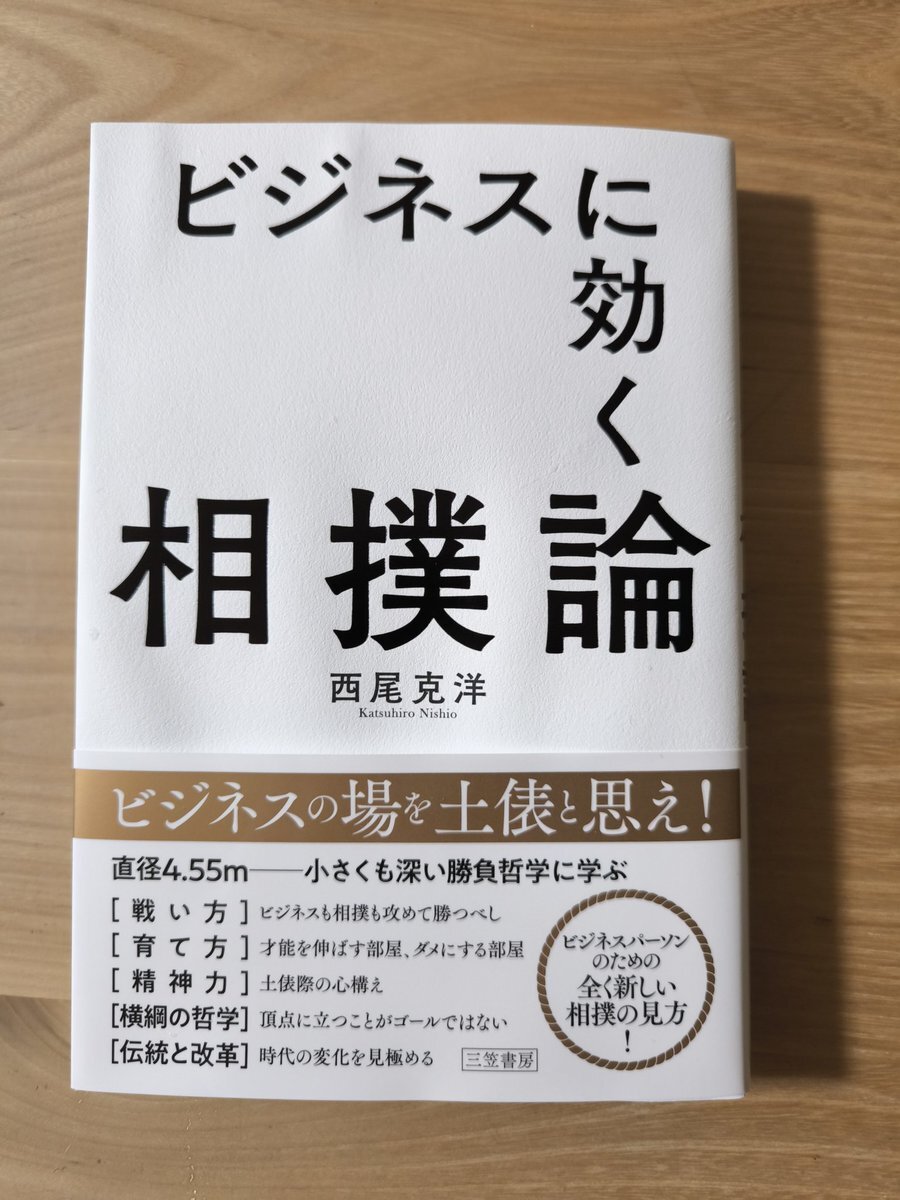 ビジネスに
効く
相撲論
西尾克洋
Katsuhiro Nishio
ビジネスの場を土俵と思え!
直径4.55m──小さくも深い勝負哲学に学ぶ
[戦い方] ビジネスも相撲も攻めて勝つべし
[育て方] 才能を伸ばす部屋、ダメにする部屋
[精神力] 土俵際の心構え
[横綱の哲学] 頂点に立つことがゴールではない
[伝統と改革] 時代の変化を見極める
三笠書房
ビジネスパーソン
のための
全く新しい
相撲の見方
!